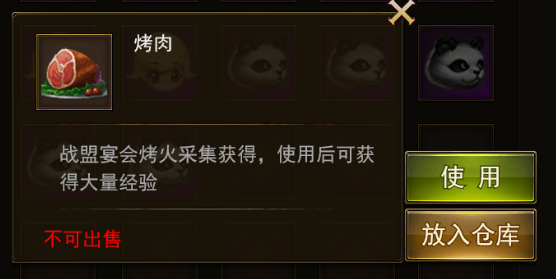 烤肉
战盟宴会烤火采集获得，使用后可获
得大量经验
不可出售
使 用
放入仓库